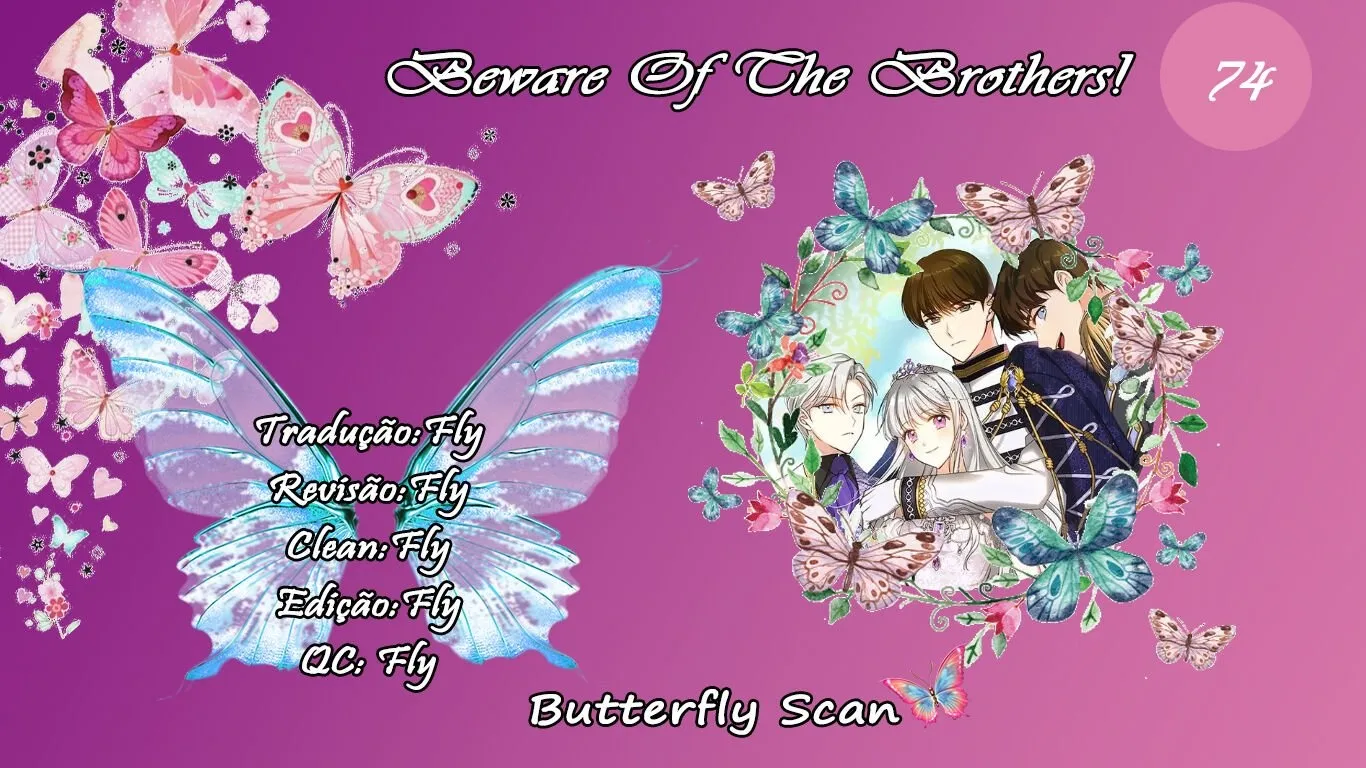 Beware Of The Brothers!
74
Tradução: Fly
Revisão: Fly
Clean: Fly
Edição: Fly
QC: Fly
Butterfly Scan